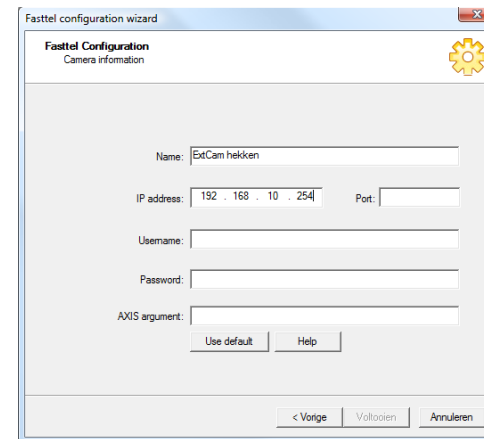 Fasttel configuration wizard
Fasttel Configuration
Camera information
Name: ExtCam hekken
IP address: 192 . 168 . 10 . 254 Port:
Username:
Password:
AXIS argument:
Use default Help
< Vorige Voltooien Annuleren